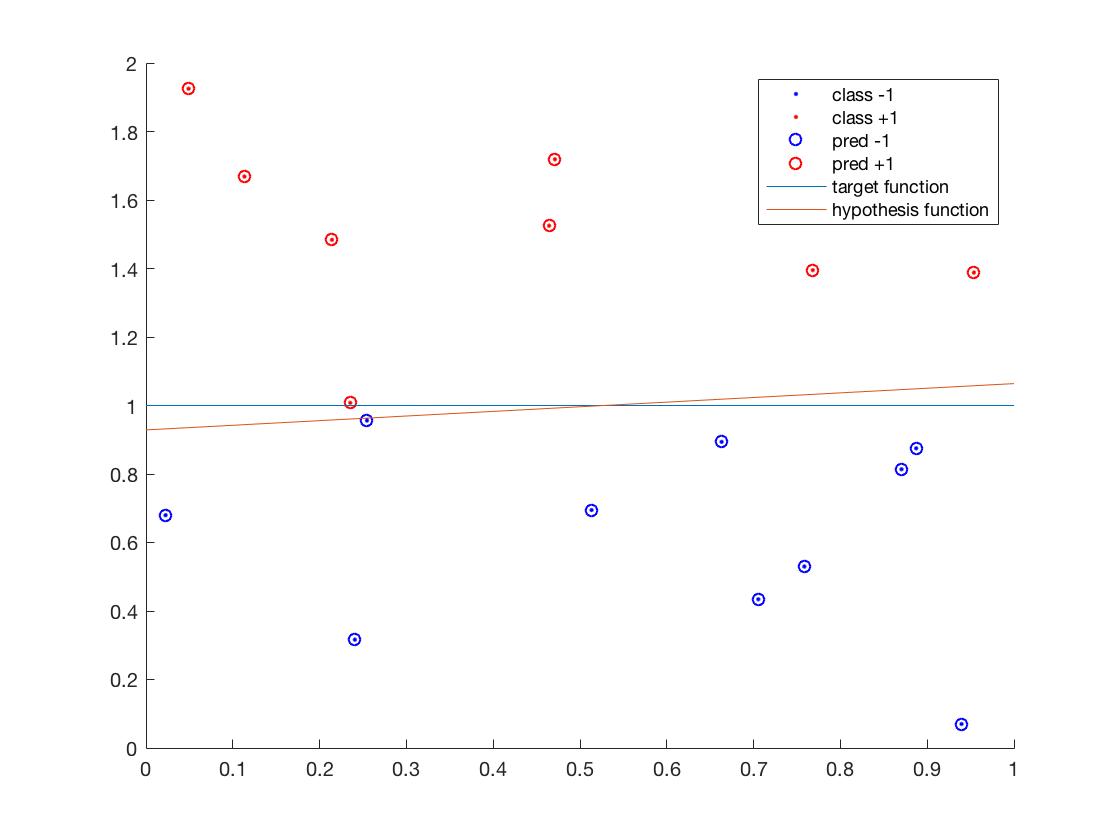 2
1.8
1.6
1.4
1.2
1
0.8
0.6
0.4
0.2
0
class -1
class +1
pred -1
pred +1
target function
hypothesis function
0 0.1 0.2 0.3 0.4 0.5 0.6 0.7 0.8 0.9 1